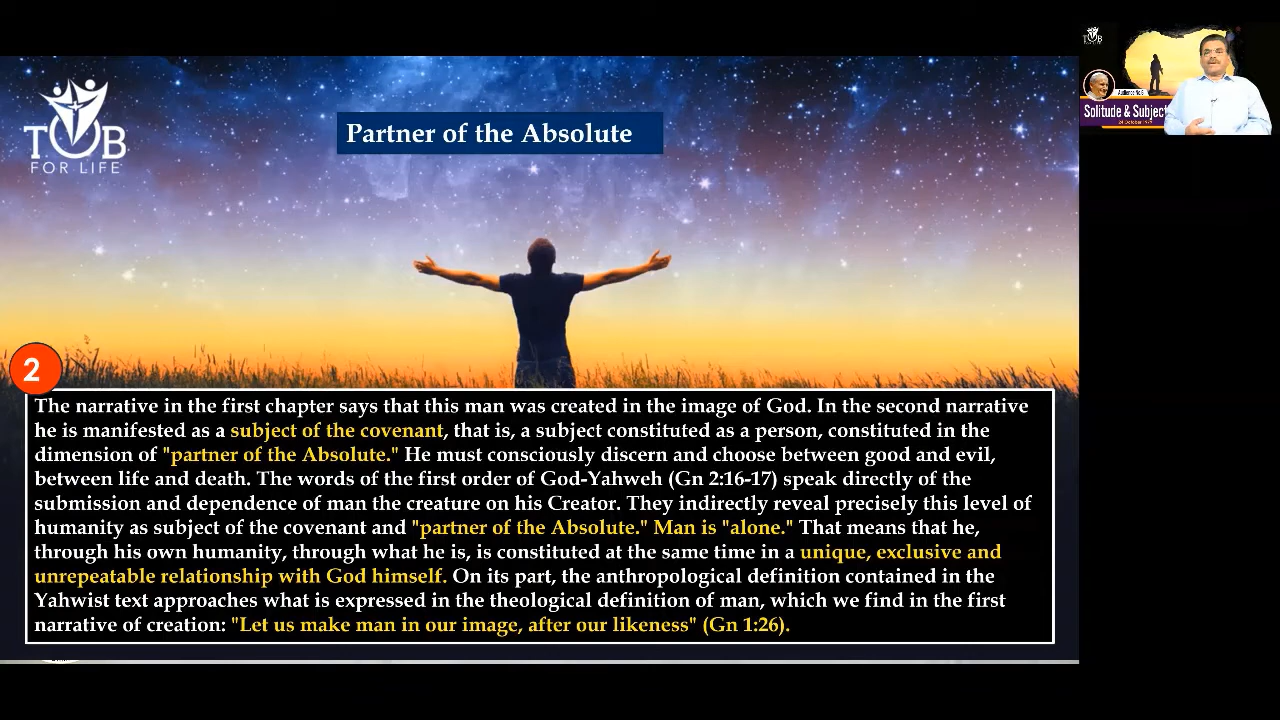 T.O.B
FOR LIFE
Partner of the Absolute
2
The narrative in the first chapter says that this man was created in the image of God. In the second narrative
he is manifested as a subject of the covenant, that is, a subject constituted as a person, constituted in the
dimension of "partner of the Absolute." He must consciously discern and choose between good and evil,
between life and death. The words of the first order of God-Yahweh (Gn 2:16-17) speak directly of the
submission and dependence of man the creature on his Creator. They indirectly reveal precisely this level of
humanity as subject of the covenant and "partner of the Absolute." Man is "alone." That means that he,
through his own humanity, through what he is, is constituted at the same time in a unique, exclusive and
unrepeatable relationship with God himself. On its part, the anthropological definition contained in the
Yahwist text approaches what is expressed in the theological definition of man, which we find in the first
narrative of creation: "Let us make man in our image, after our likeness" (Gn 1:26).
Solitude & Subject